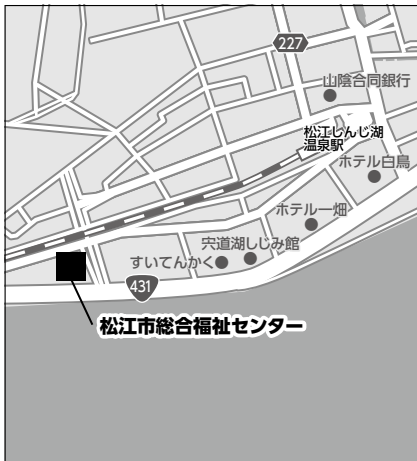 227
山陰合同銀行
松江しんじ湖
温泉駅
ホテル白鳥
ホテル一畑
宍道湖しじみ館
すいてんかく
431
松江市総合福祉センター